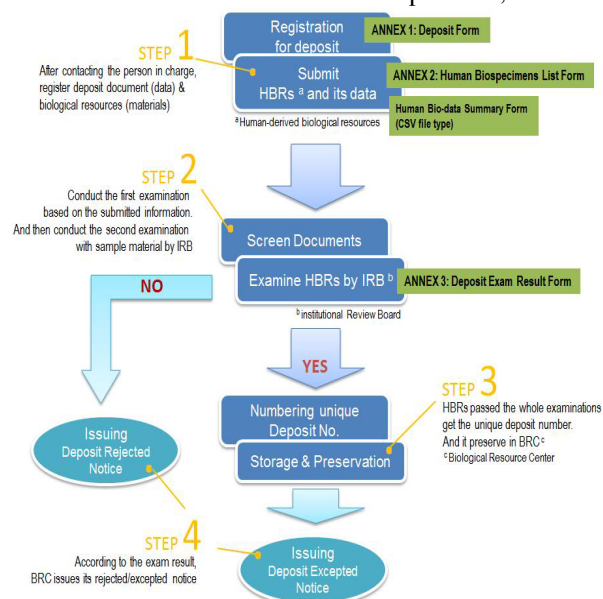 Registration
for deposit
ANNEX 1: Deposit Form
STEP 1
After contacting the person in charge,
register deposit document (data) &
biological resources (materials)
Submit
HBRs a and its data
ANNEX 2: Human Biospecimens List Form
Human Bio-data Summary Form
(CSV file type)
a Human-derived biological resources
STEP 2
Conduct the first examination
based on the submitted information.
And then conduct the second examination
with sample material by IRB
Screen Documents
Examine HBRs by IRB b
ANNEX 3: Deposit Exam Result Form
NO
b institutional Review Board
YES
STEP 3
HBRs passed the whole examinations
get the unique deposit number.
And it preserve in BRC c
c Biological Resource Center
Numbering unique
Deposit No.
Storage & Preservation
Issuing
Deposit Rejected
Notice
STEP 4
According to the exam result,
BRC issues its rejected/excepted notice
Issuing
Deposit Excepted
Notice